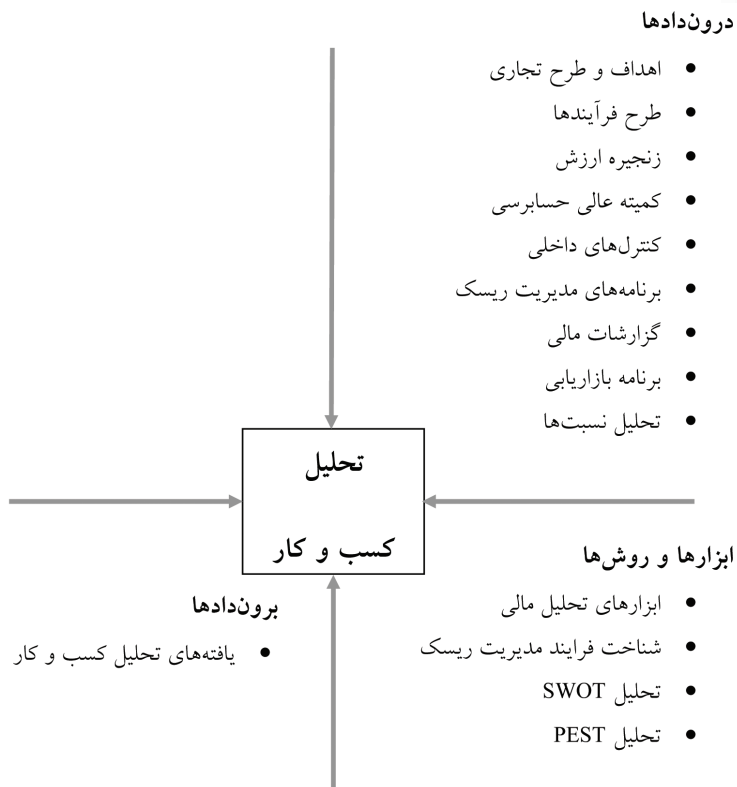 درون‌دادها
• اهداف و طرح تجاری
• طرح فرآیندها
• زنجیره ارزش
• کمیته عالی حسابرسی
• کنترل‌های داخلی
• برنامه‌های مدیریت ریسک
• گزارشات مالی
• برنامه بازاریابی
• تحلیل نسبت‌ها
تحلیل
کسب و کار
ابزارها و روش‌ها
• ابزارهای تحلیل مالی
• شناخت فرایند مدیریت ریسک
• تحلیل SWOT
• تحلیل PEST
برون‌دادها
• یافته‌های تحلیل کسب و کار